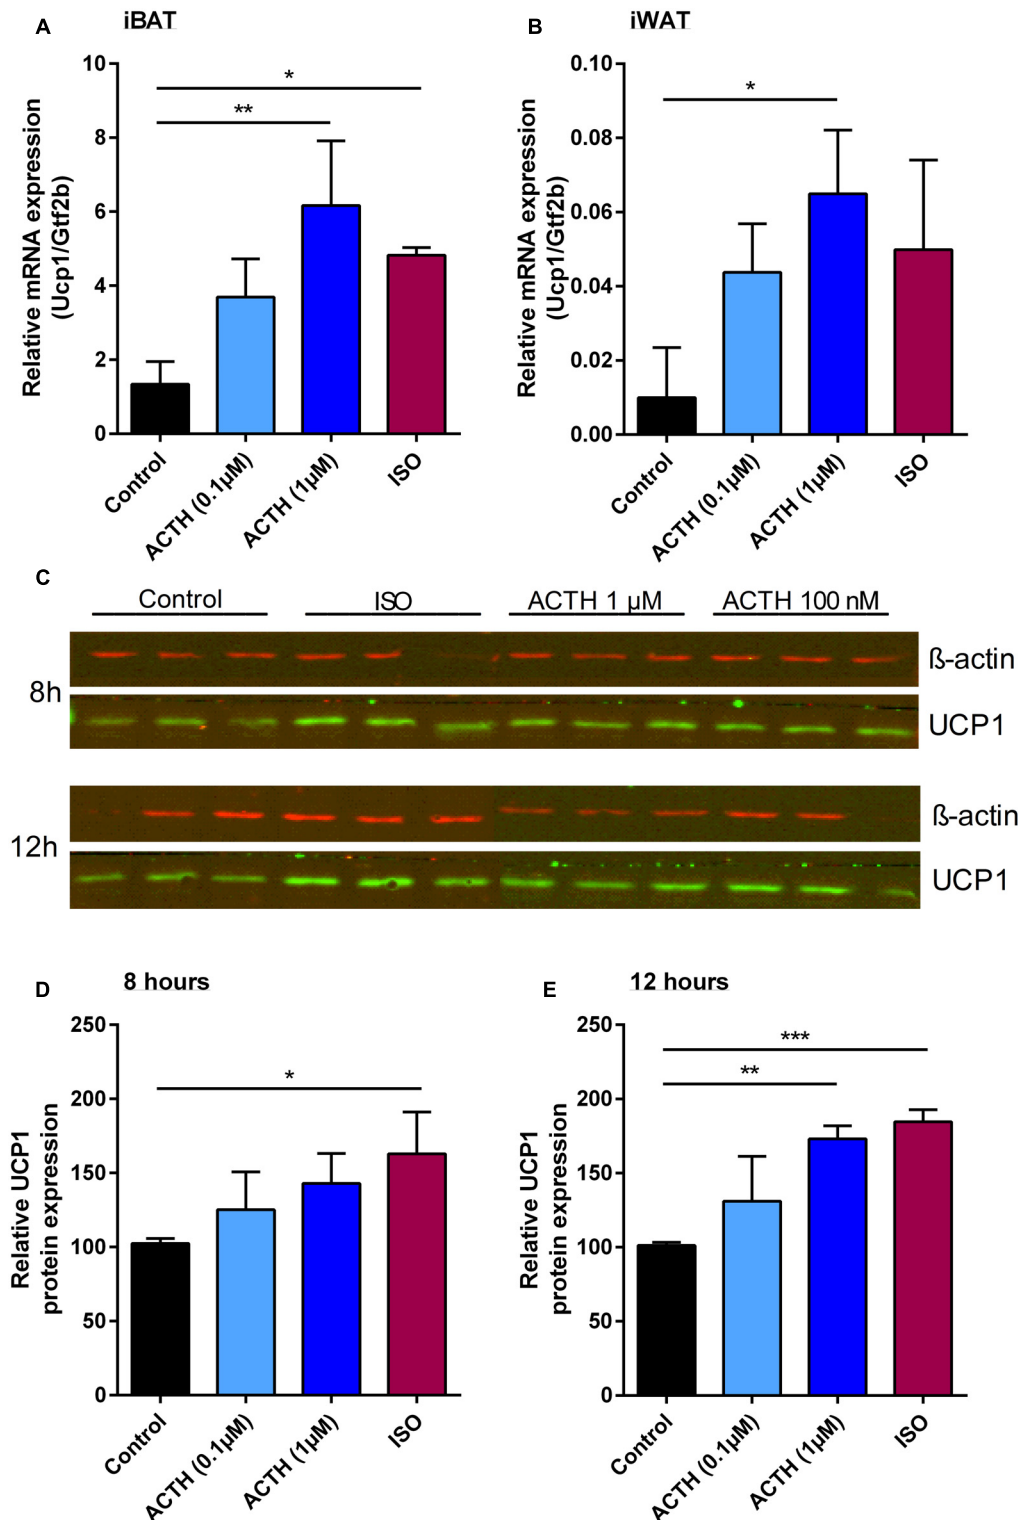 A iBAT
10
8
6
4
2
0
Relative mRNA expression
(Ucp1/Gtf2b)
*
**
Control
ACTH (0.1µM)
ACTH (1µM)
ISO
B iWAT
0.10
0.08
0.06
0.04
0.02
0.00
Relative mRNA expression
(Ucp1/Gtf2b)
*
Control
ACTH (0.1µM)
ACTH (1µM)
ISO
C
Control ISO ACTH 1 µM ACTH 100 nM
8h
ß-actin
UCP1
12h
ß-actin
UCP1
D 8 hours
250
200
150
100
50
0
Relative UCP1
protein expression
*
Control
ACTH (0.1µM)
ACTH (1µM)
ISO
E 12 hours
250
200
150
100
50
0
Relative UCP1
protein expression
***
**
Control
ACTH (0.1µM)
ACTH (1µM)
ISO